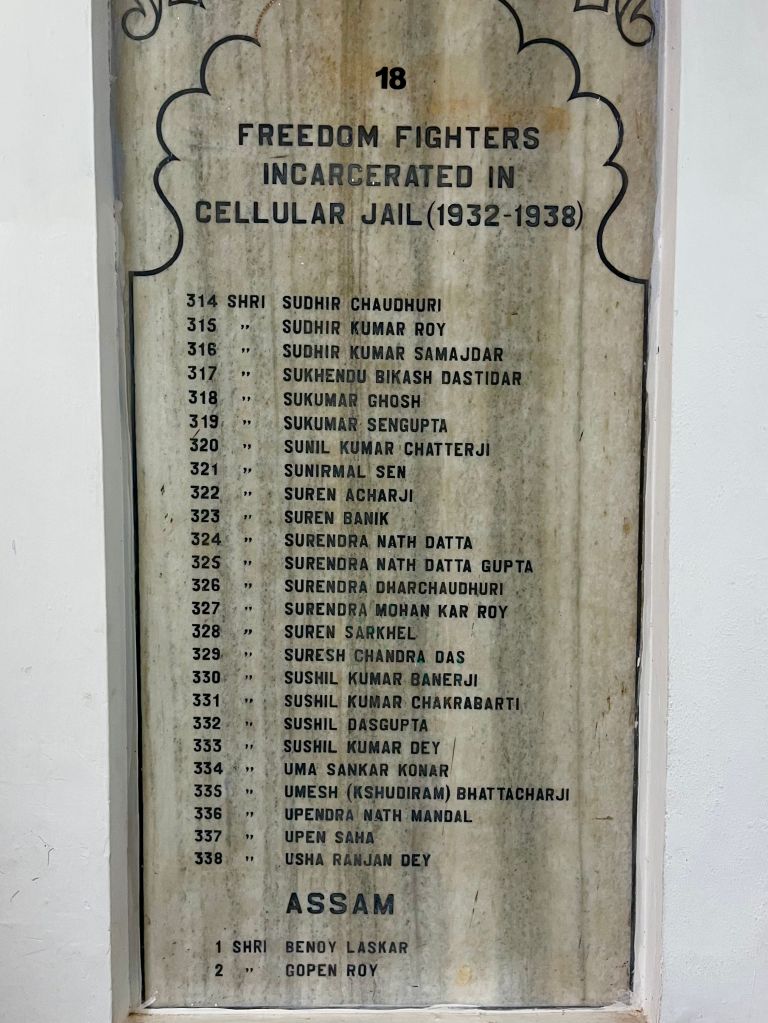 18
FREEDOM FIGHTERS
INCARCERATED IN
CELLULAR JAIL (1932-1938)
314 SHRI SUDHIR CHAUDHURI
315 " SUDHIR KUMAR ROY
316 " SUDHIR KUMAR SAMAJDAR
317 " SUKHENDU BIKASH DASTIDAR
318 " SUKUMAR GHOSH
319 " SUKUMAR SENGUPTA
320 " SUNIL KUMAR CHATTERJI
321 " SUNIRMAL SEN
322 " SUREN ACHARJI
323 " SUREN BANIK
324 " SURENDRA NATH DATTA
325 " SURENDRA NATH DATTA GUPTA
326 " SURENDRA DHARCHAUDHURI
327 " SURENDRA MOHAN KAR ROY
328 " SUREN SARKHEL
329 " SURESH CHANDRA DAS
330 " SUSHIL KUMAR BANERJI
331 " SUSHIL KUMAR CHAKRABARTI
332 " SUSHIL DASGUPTA
333 " SUSHIL KUMAR DEY
334 " UMA SANKAR KONAR
335 " UMESH (KSHUDIRAM) BHATTACHARJI
336 " UPENDRA NATH MANDAL
337 " UPEN SAHA
338 " USHA RANJAN DEY
ASSAM
1 SHRI BENOY LASKAR
2 " GOPEN ROY